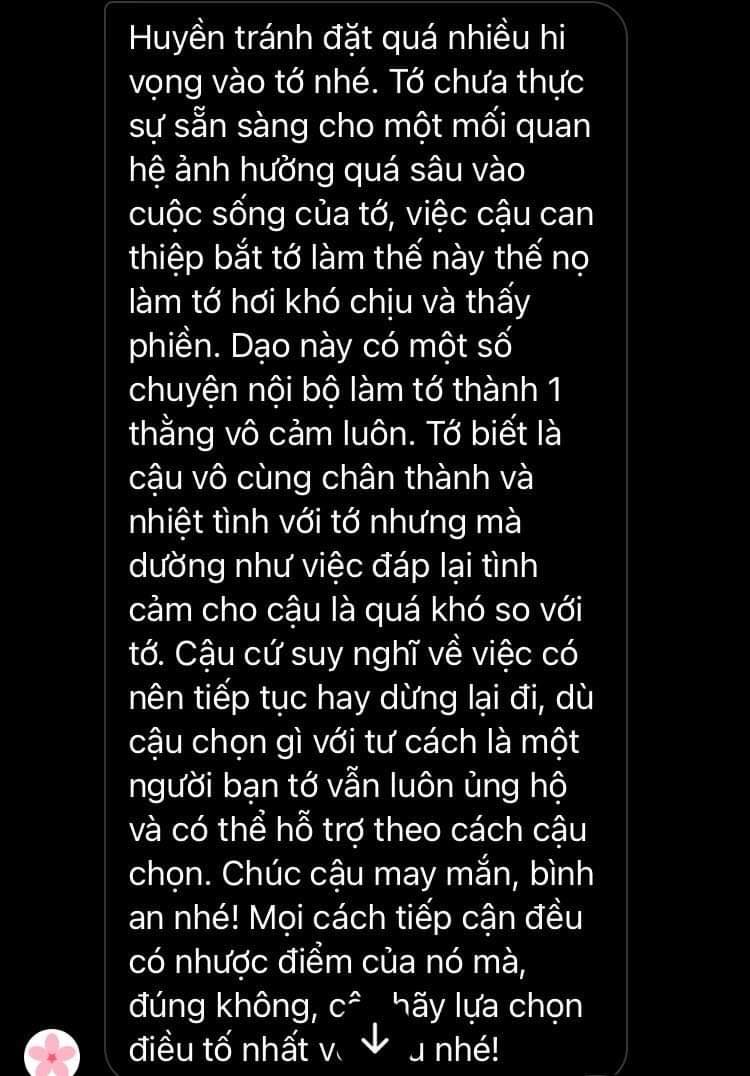 Huyền tránh đặt quá nhiều hi
vọng vào tớ nhé. Tớ chưa thực
sự sẵn sàng cho một mối quan
hệ ảnh hưởng quá sâu vào
cuộc sống của tớ, việc cậu can
thiệp bắt tớ làm thế này thế nọ
làm tớ hơi khó chịu và thấy
phiền. Dạo này có một số
chuyện nội bộ làm tớ thành 1
thằng vô cảm luôn. Tớ biết là
cậu vô cùng chân thành và
nhiệt tình với tớ nhưng mà
dường như việc đáp lại tình
cảm cho cậu là quá khó so với
tớ. Cậu cứ suy nghĩ về việc có
nên tiếp tục hay dừng lại đi, dù
cậu chọn gì với tư cách là một
người bạn tớ vẫn luôn ủng hộ
và có thể hỗ trợ theo cách cậu
chọn. Chúc cậu may mắn, bình
an nhé! Mọi cách tiếp cận đều
có nhược điểm của nó mà,
đúng không, hãy lựa chọn
điều tố nhất nhé!